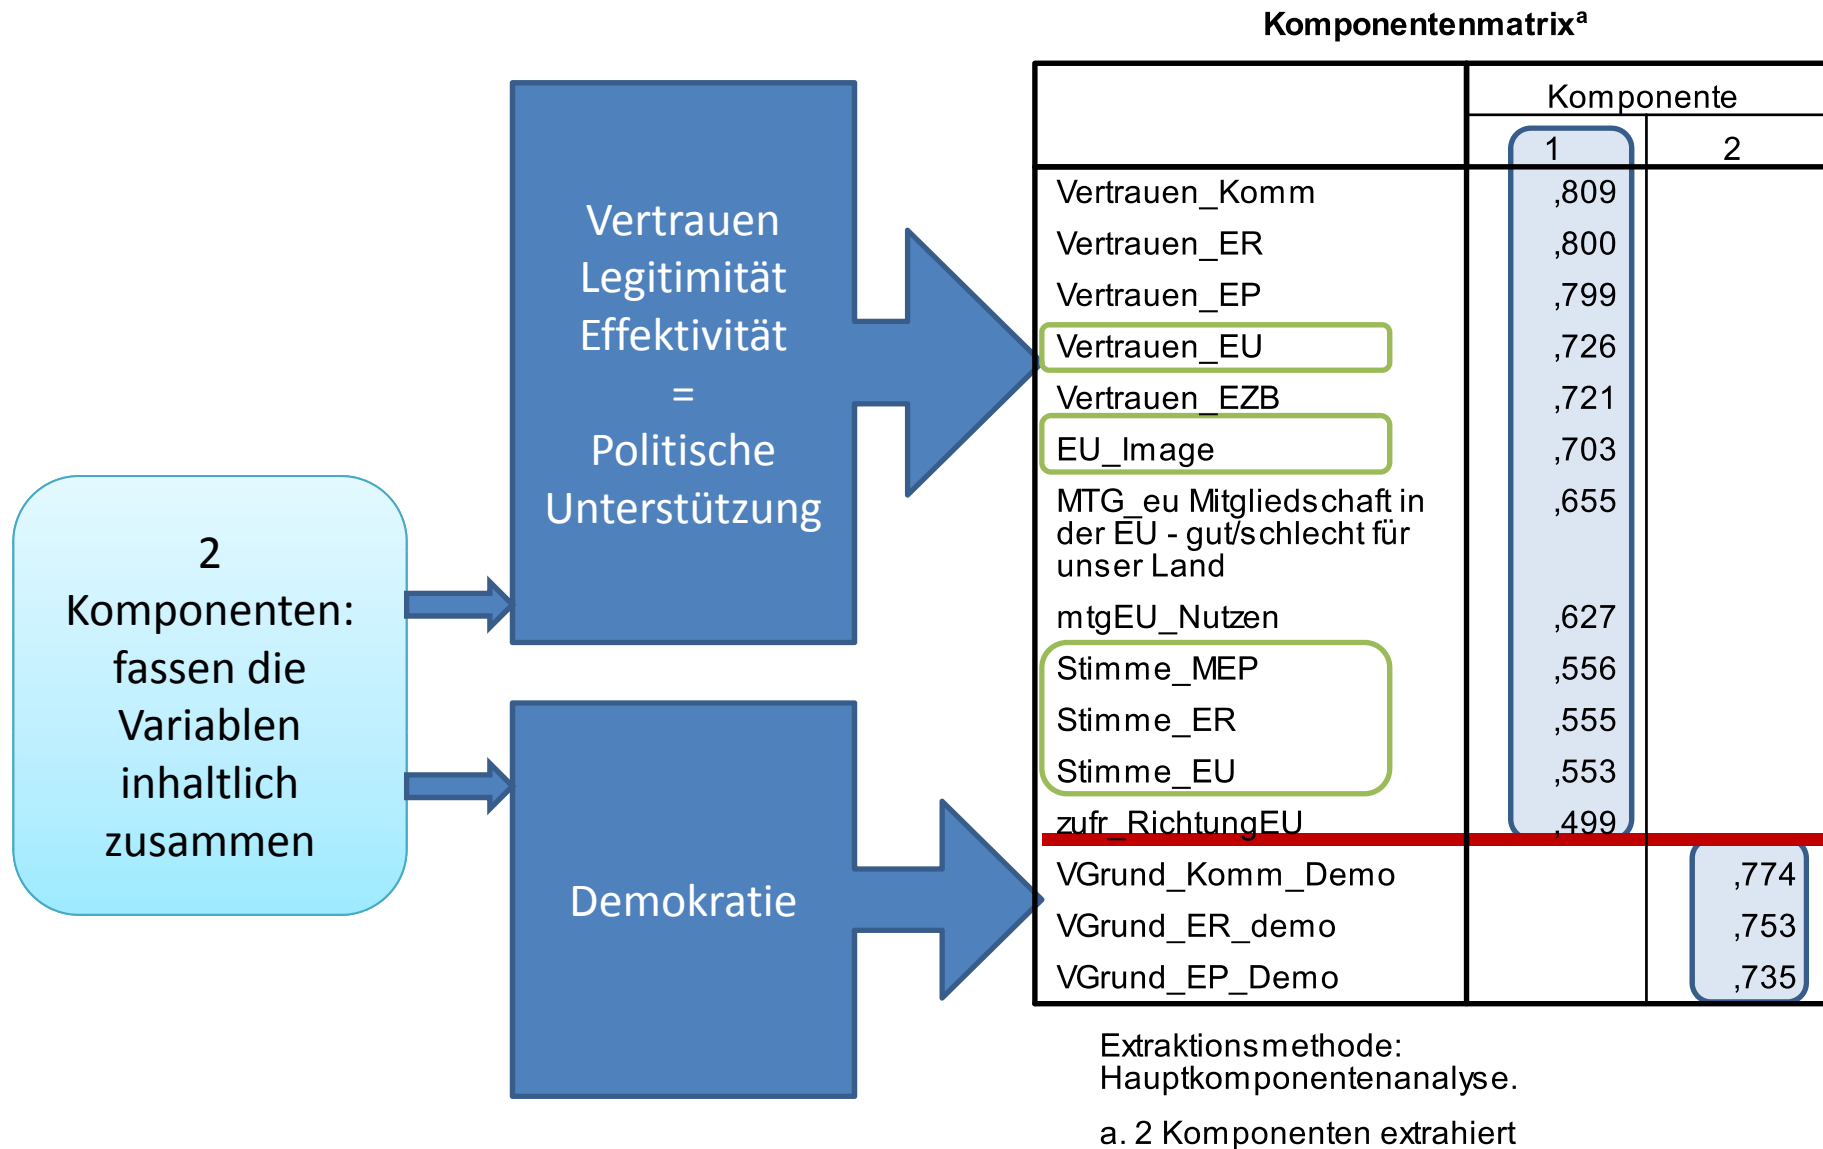 2
Komponenten:
fassen die
Variablen
inhaltlich
zusammen
Vertrauen
Legitimität
Effektivität
=
Politische
Unterstützung
Demokratie
Komponentenmatrixᵃ
Komponente
1 2
Vertrauen_Komm ,809
Vertrauen_ER ,800
Vertrauen_EP ,799
Vertrauen_EU ,726
Vertrauen_EZB ,721
EU_Image ,703
MTG_eu Mitgliedschaft in ,655
der EU - gut/schlecht für
unser Land
mtgEU_Nutzen ,627
Stimme_MEP ,556
Stimme_ER ,555
Stimme_EU ,553
zufr_RichtungEU ,499
VGrund_Komm_Demo ,774
VGrund_ER_demo ,753
VGrund_EP_Demo ,735
Extraktionsmethode:
Hauptkomponentenanalyse.
a. 2 Komponenten extrahiert